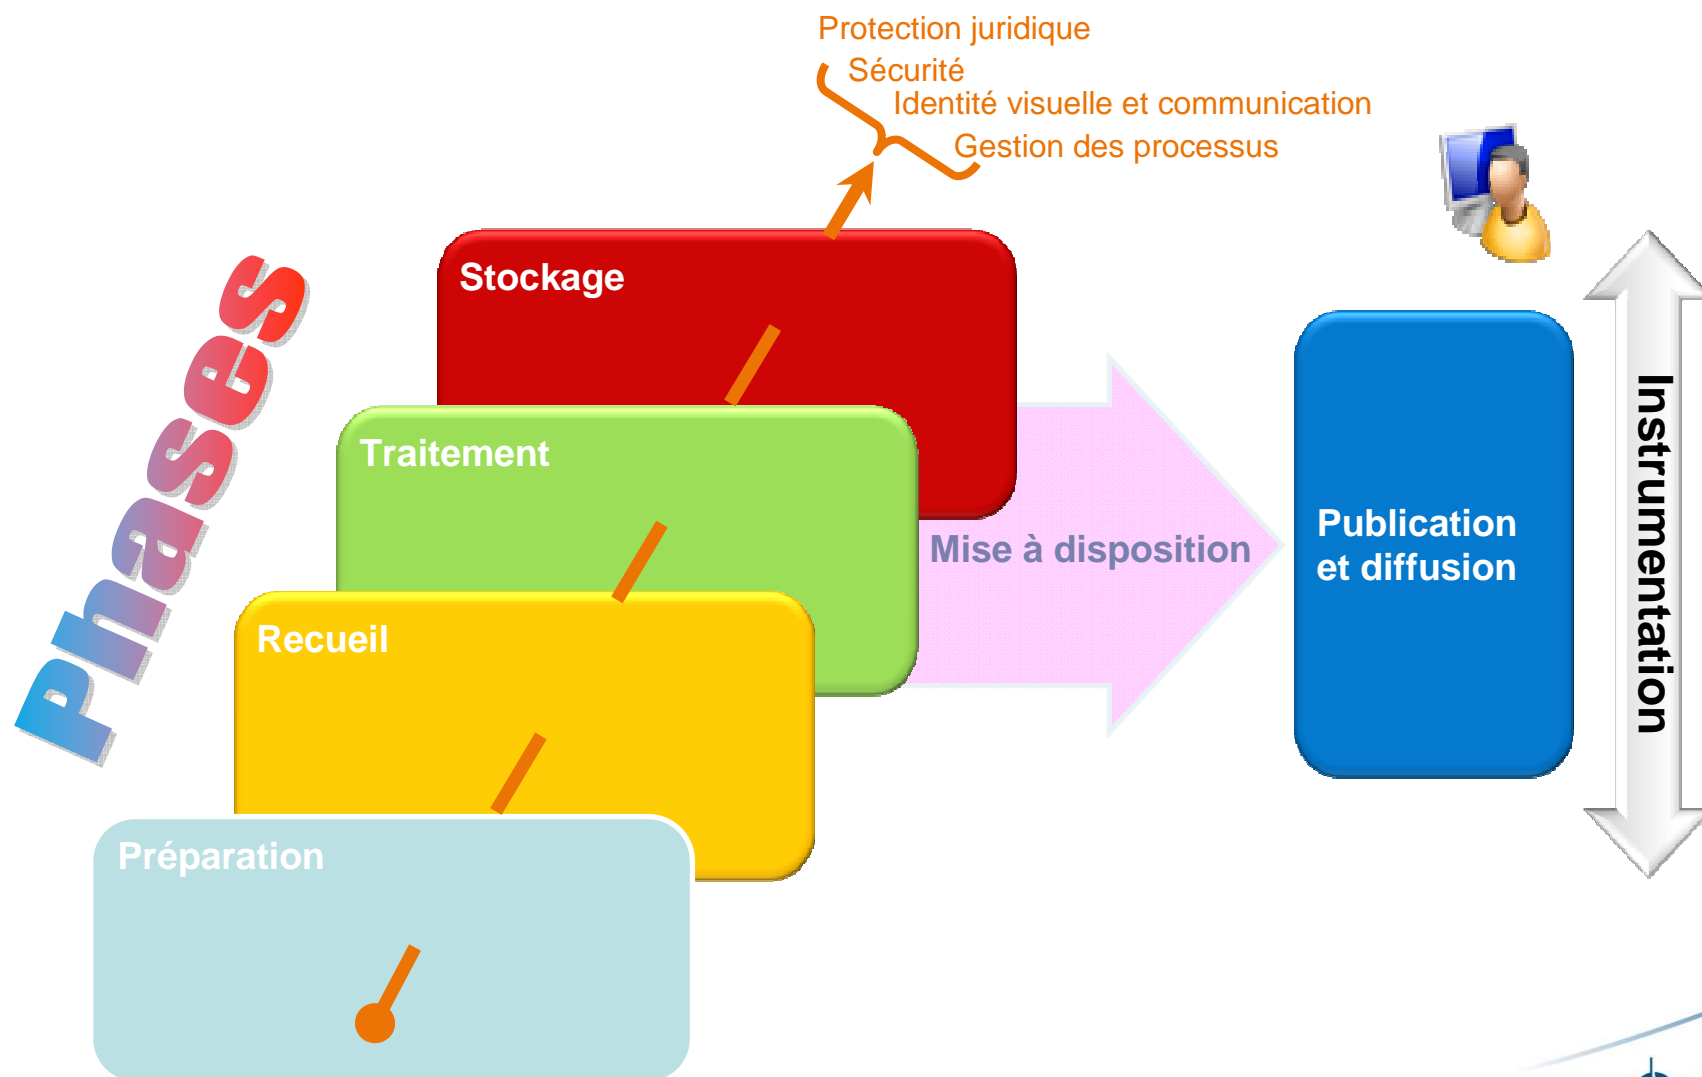 Protection juridique
Sécurité
Identité visuelle et communication
Gestion des processus
Phases
Stockage
Traitement
Recueil
Préparation
Mise à disposition
Publication
et diffusion
Instrumentation